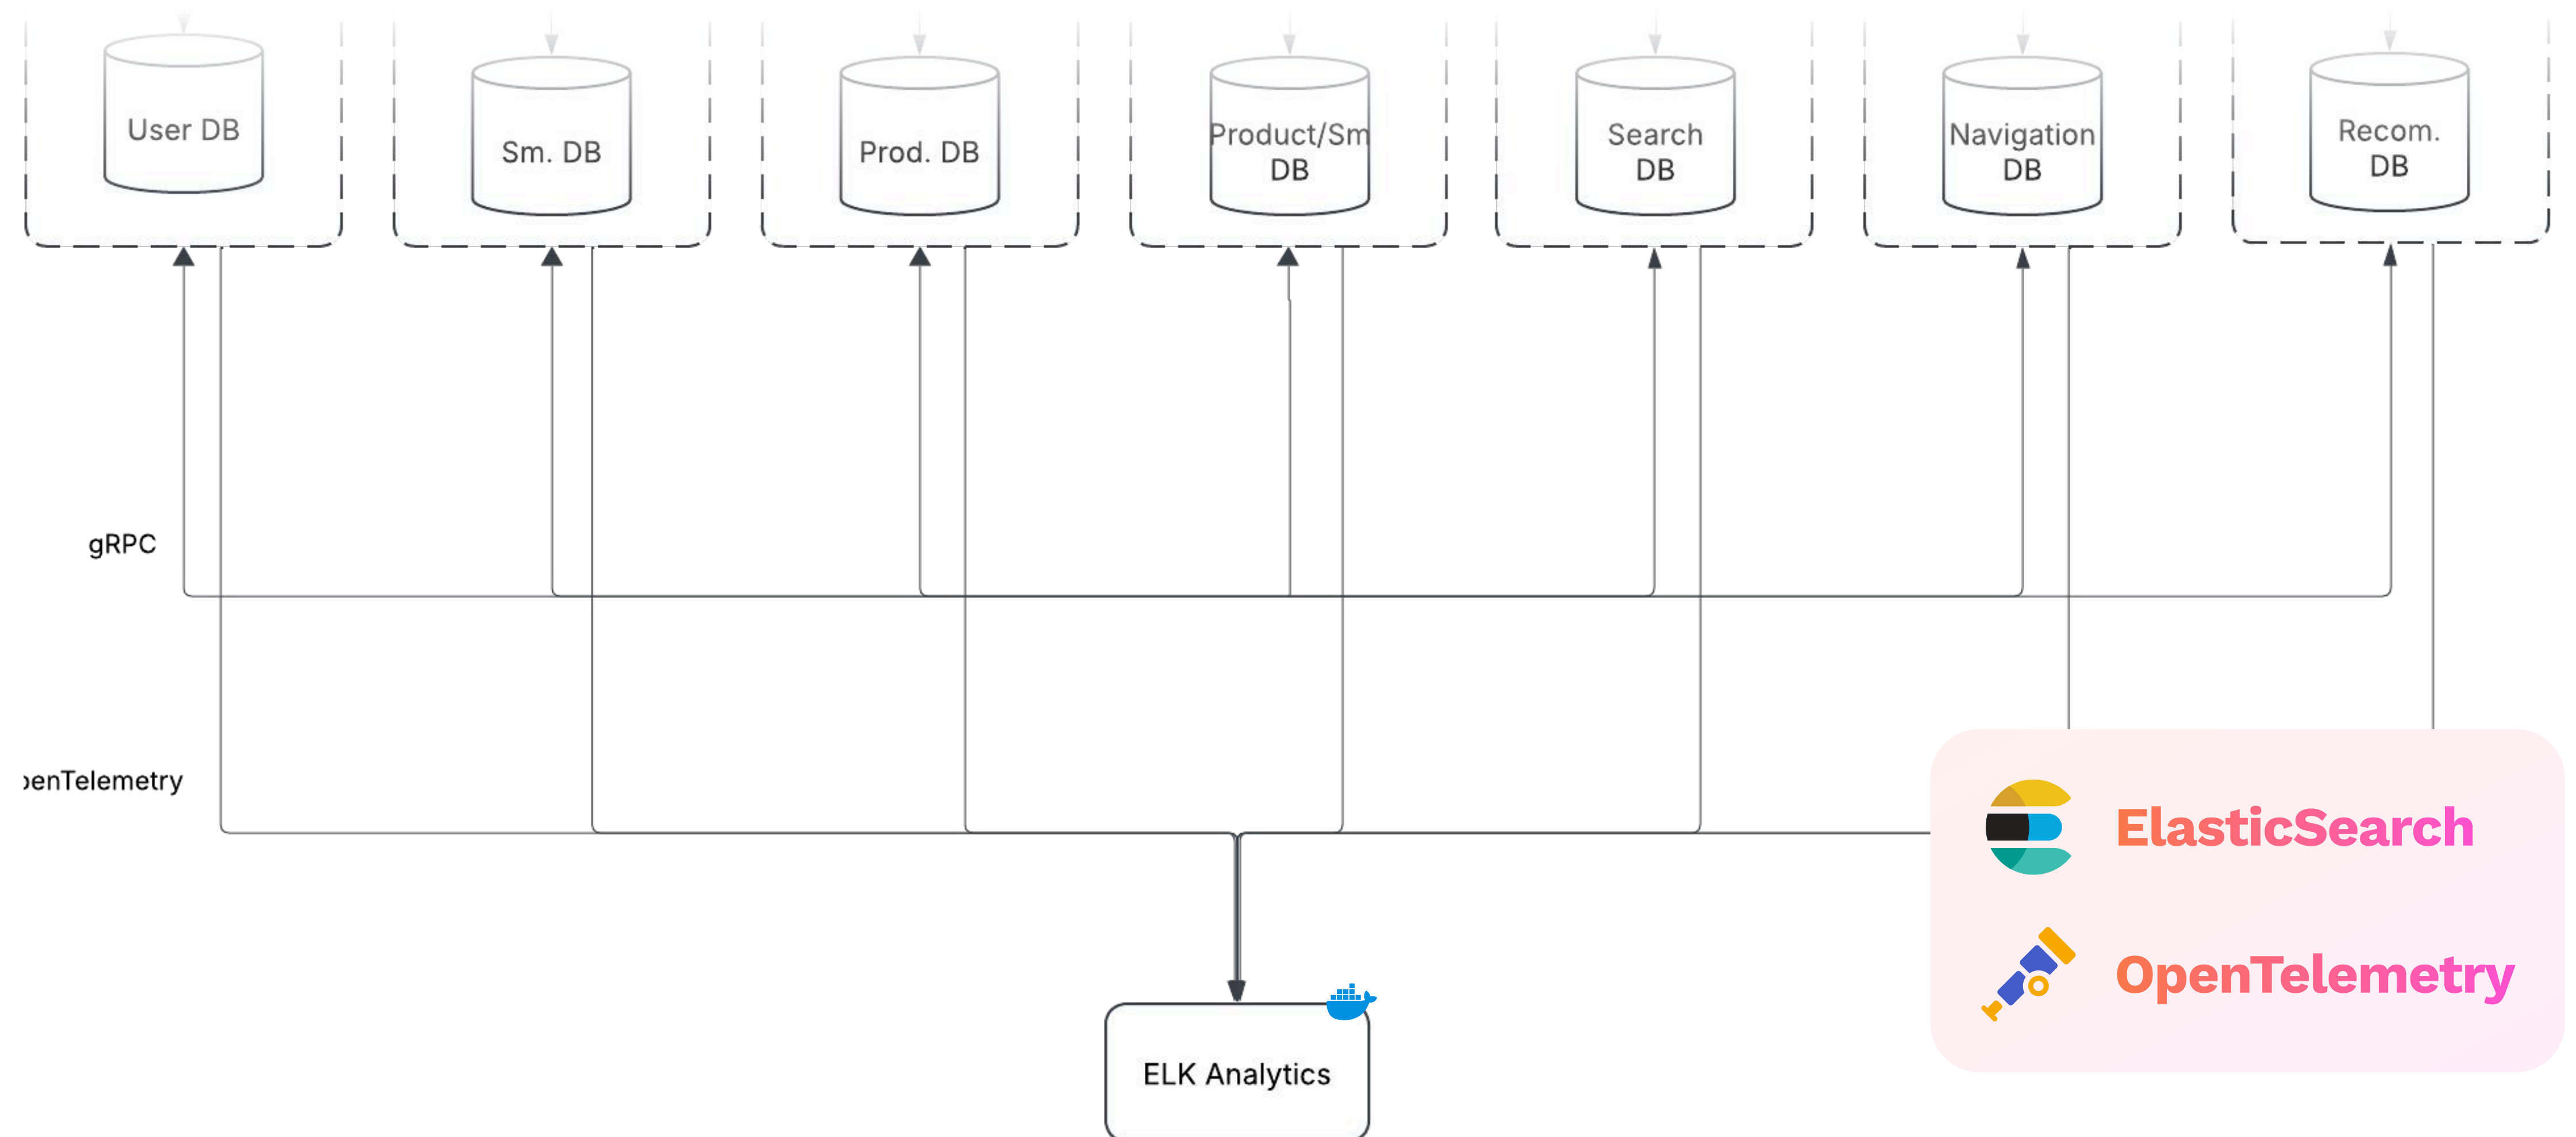 User DB
Sm. DB
Prod. DB
Product/Sm
DB
Search
DB
Navigation
DB
Recom.
DB
gRPC
penTelemetry
ElasticSearch
OpenTelemetry
ELK Analytics